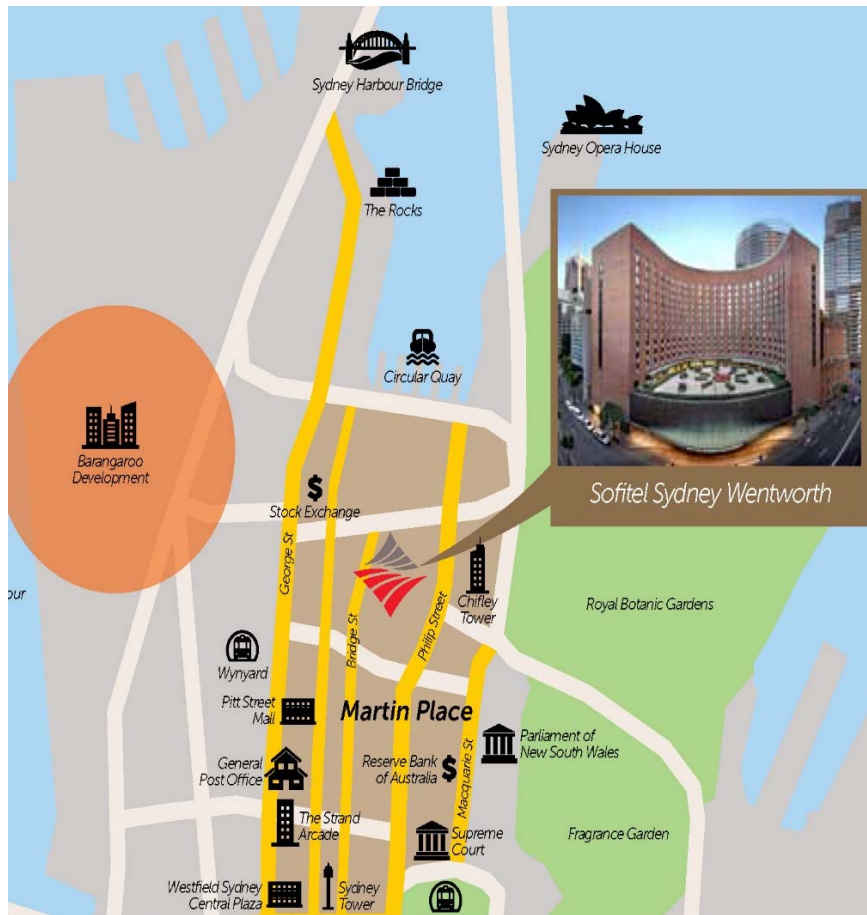 Sydney Harbour Bridge
Sydney Opera House
The Rocks
Circular Quay
Barangaroo
Development
Sofitel Sydney Wentworth
$
Stock Exchange
George St
Bridge St
Philip Street
Chifley
Tower
Royal Botanic Gardens
our
Wynyard
Pitt Street
Mall
Martin Place
Macquarie St
Parliament of
New South Wales
General
Post Office
Reserve Bank
of Australia
$
The Strand
Arcade
Supreme
Court
Fragrance Garden
Westfield Sydney
Central Plaza
Sydney
Tower